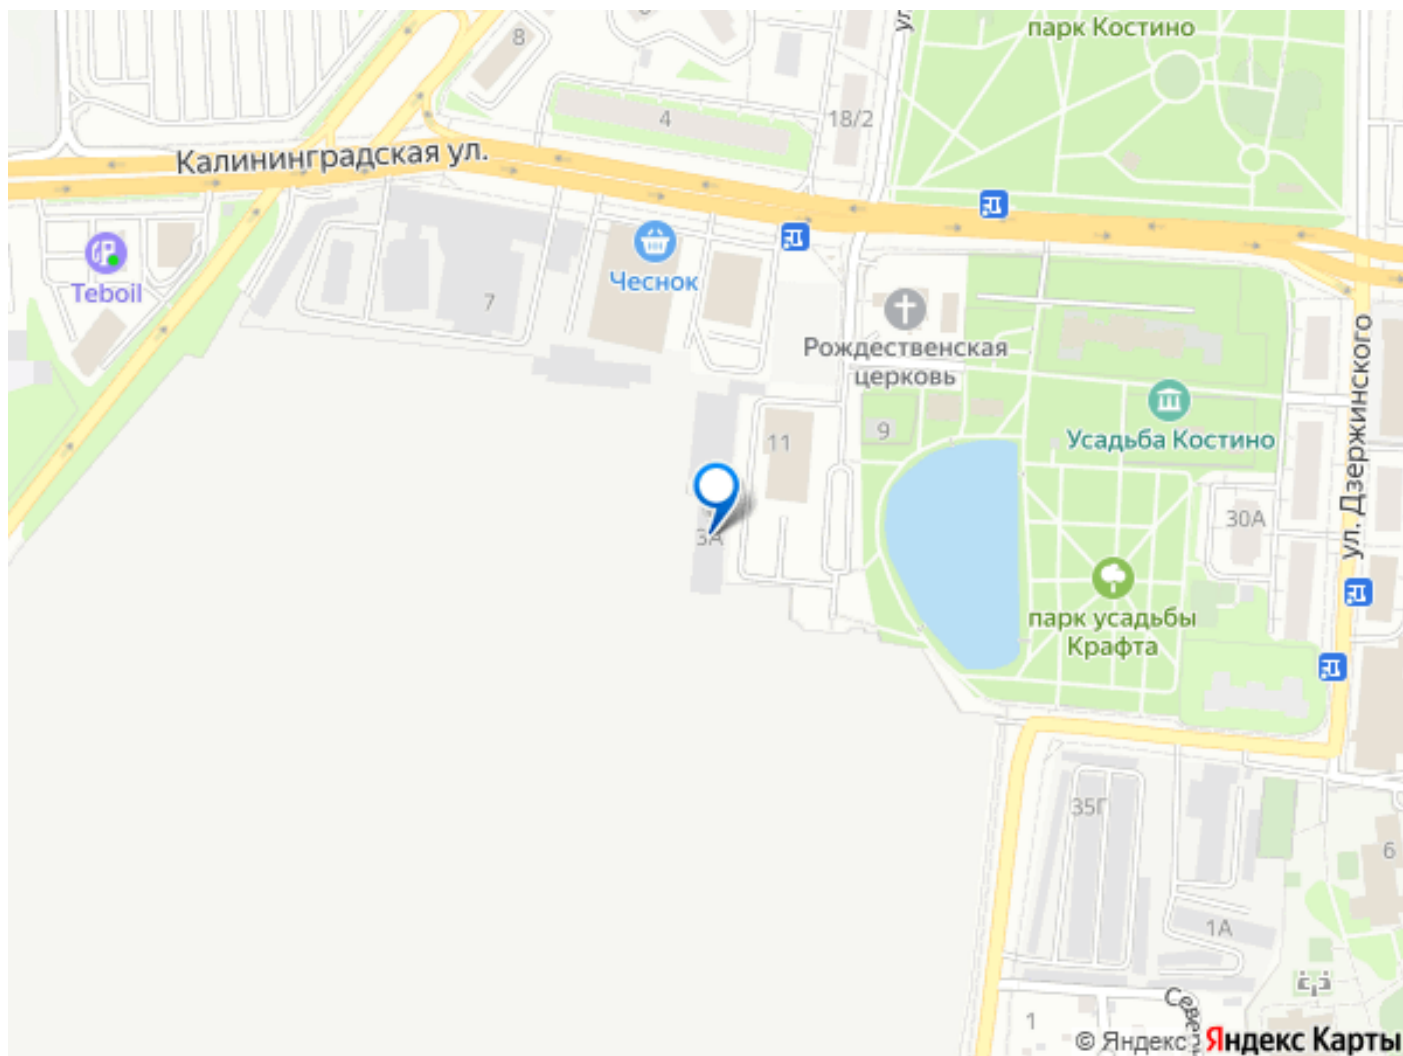 парк Костино
8
4
18/2
ул.
Калининградская ул.
Teboil
Чеснок
7
Рождественская
церковь
11
9
Усадьба Костино
ул. Дзержинского
3А
30А
парк усадьбы
Крафта
35Г
6
1А
1
© Яндекс
Яндекс Карты